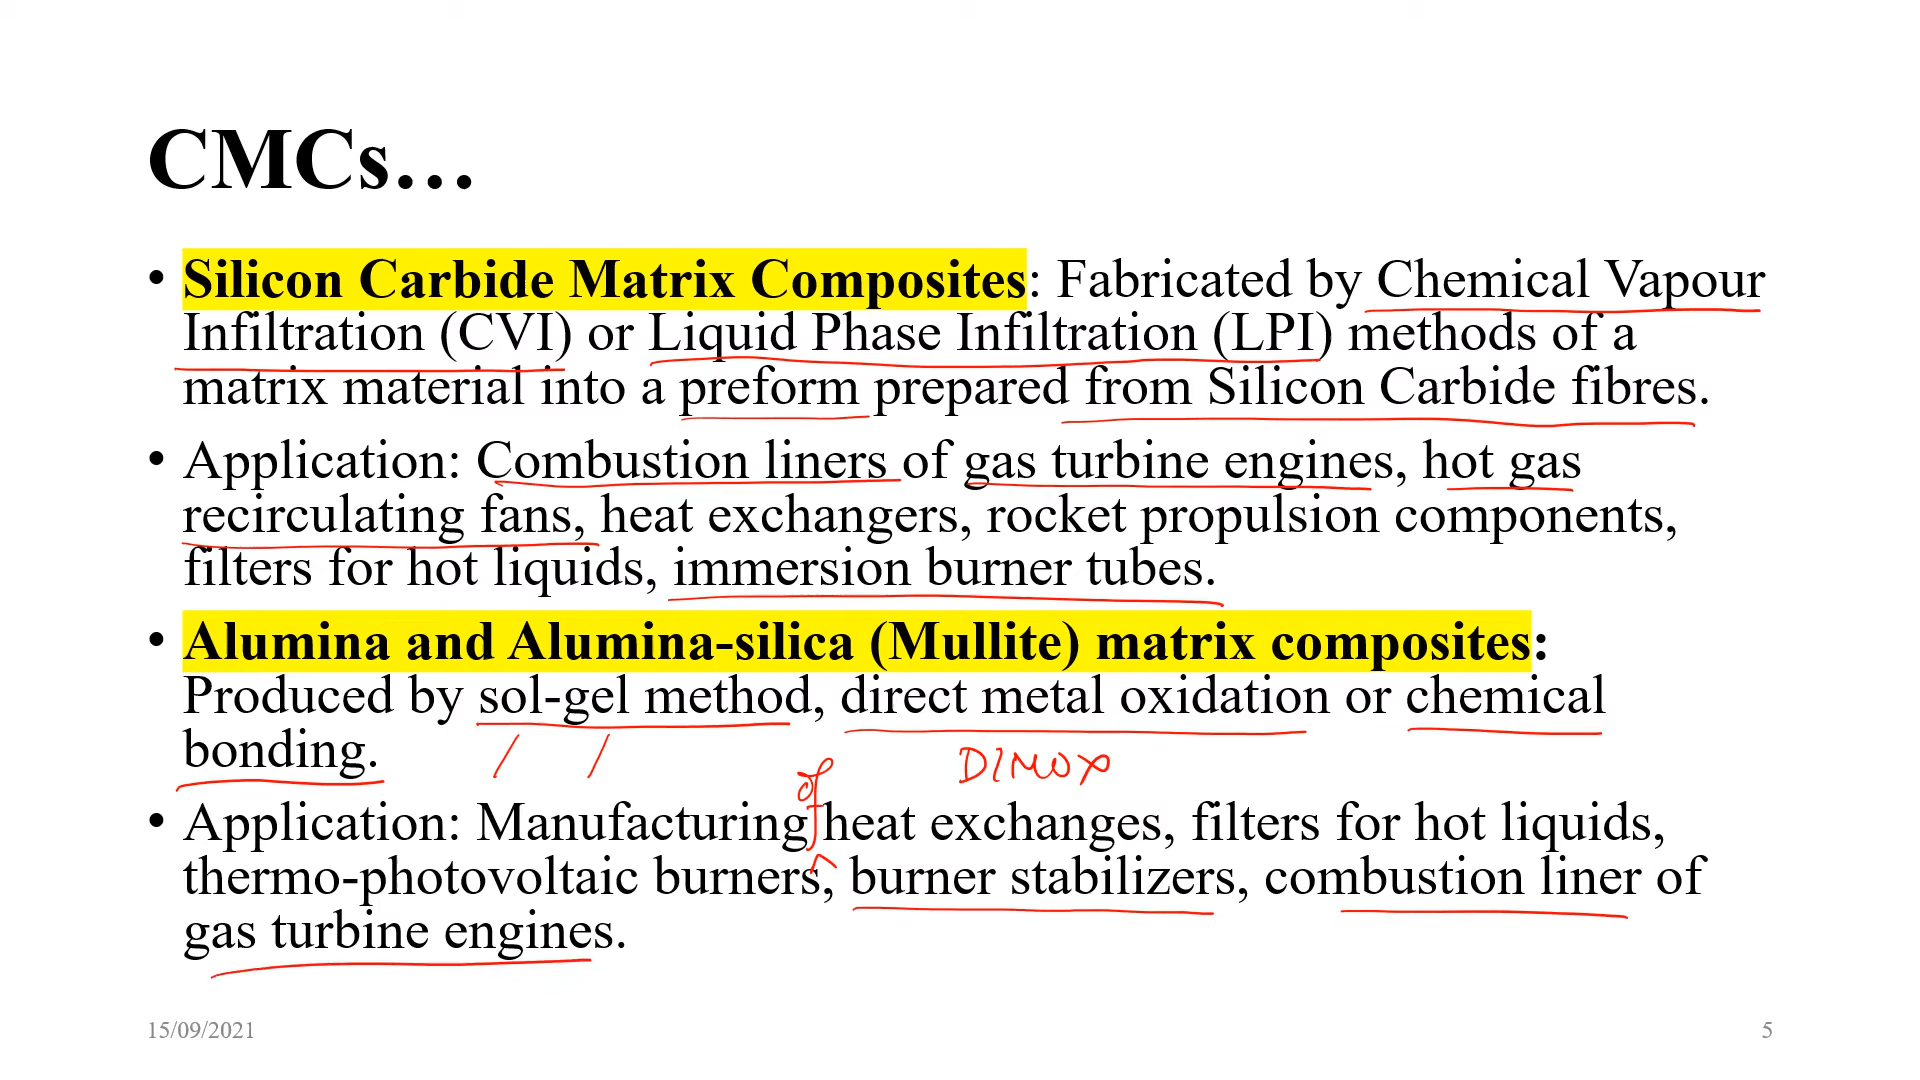 CMCs…
• Silicon Carbide Matrix Composites: Fabricated by Chemical Vapour
Infiltration (CVI) or Liquid Phase Infiltration (LPI) methods of a
matrix material into a preform prepared from Silicon Carbide fibres.
• Application: Combustion liners of gas turbine engines, hot gas
recirculating fans, heat exchangers, rocket propulsion components,
filters for hot liquids, immersion burner tubes.
• Alumina and Alumina-silica (Mullite) matrix composites:
Produced by sol-gel method, direct metal oxidation or chemical
bonding.
DIMOX
of
• Application: Manufacturing heat exchanges, filters for hot liquids,
thermo-photovoltaic burners, burner stabilizers, combustion liner of
gas turbine engines.
15/09/2021
5